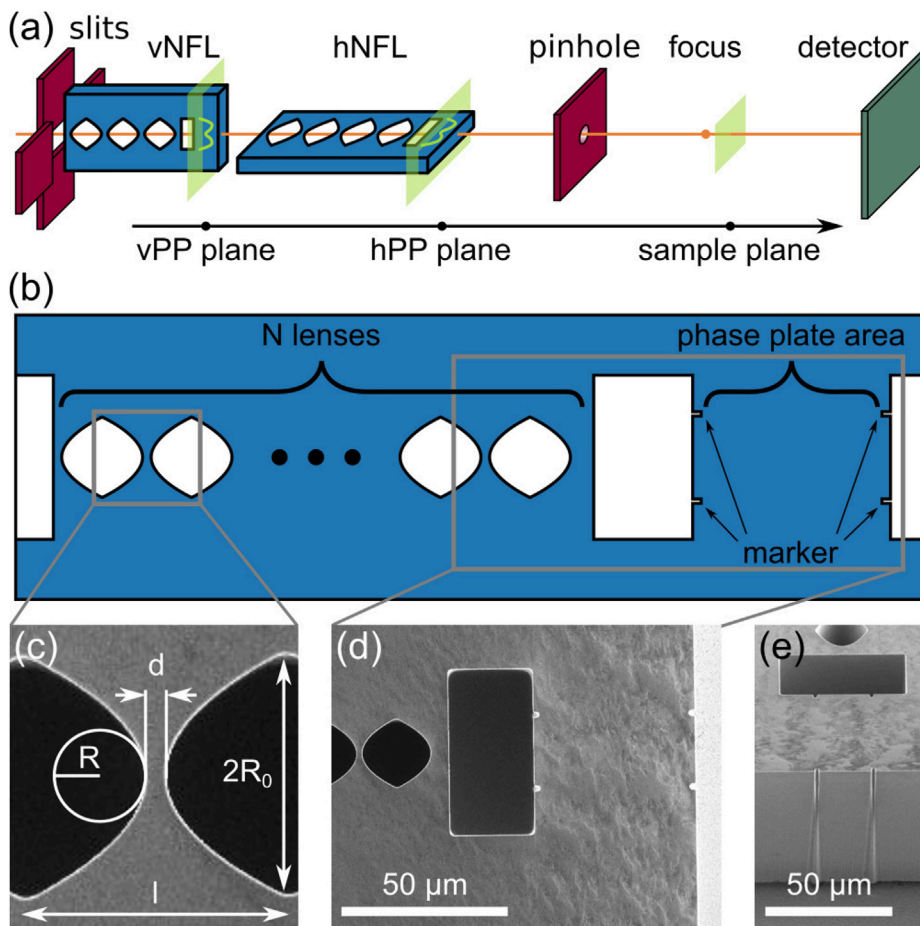 (a)
slits
vNFL
hNFL
pinhole
focus
detector
vPP plane
hPP plane
sample plane
(b)
N lenses
phase plate area
marker
(c)
d
R
2R₀
l
(d)
50 µm
(e)
50 µm